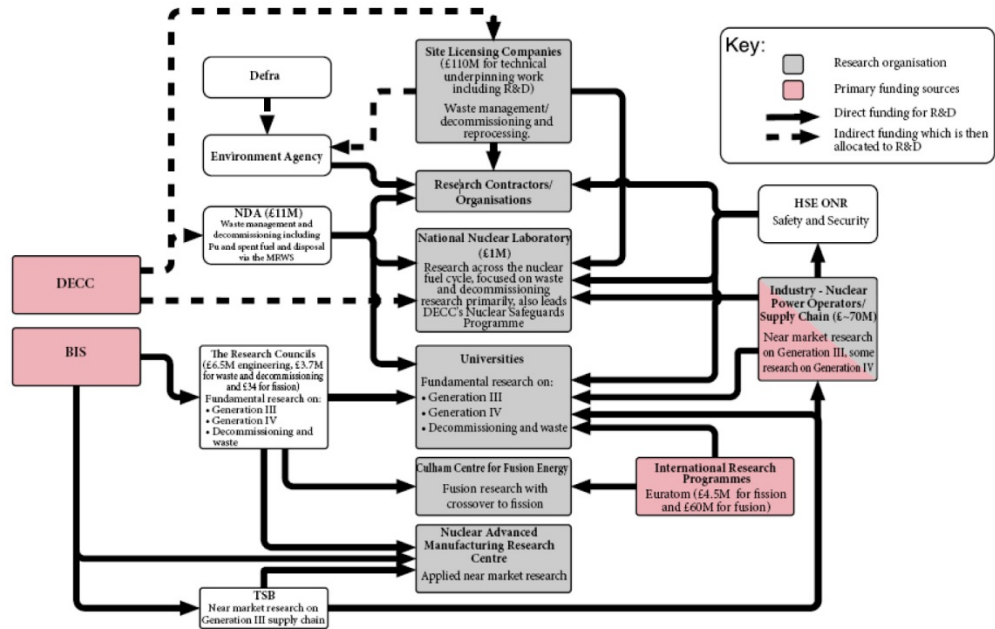 Site Licensing Companies
(£110M for technical
underpinning work
including R&D)
Waste management/
decommissioning and
reprocessing.
Key:
Research organisation
Primary funding sources
Direct funding for R&D
Indirect funding which is then
allocated to R&D
Defra
Environment Agency
Research Contractors/
Organisations
NDA (£11M)
Waste management and
decommissioning including
Pu and spent fuel and disposal
via the MRWS
HSE ONR
Safety and Security
National Nuclear Laboratory
(£1M)
Research across the nuclear
fuel cycle, focused on waste
and decommissioning
research primarily, also leads
DECC's Nuclear Safeguards
Programme
DECC
Industry - Nuclear
Power Operators/
Supply Chain (£~70M)
Near market research
on Generation III, some
research on Generation IV
BIS
The Research Councils
(£6.5M engineering, £3.7M
for waste and decommissioning
and £34 for fission)
Fundamental research on:
• Generation III
• Generation IV
• Decommissioning and
waste
Universities
Fundamental research on:
• Generation III
• Generation IV
• Decommissioning and waste
Culham Centre for Fusion Energy
Fusion research with
crossover to fission
International Research
Programmes
Euratom (£4.5M for fission
and £60M for fusion)
Nuclear Advanced
Manufacturing Research
Centre
Applied near market research
TSB
Near market research on
Generation III supply chain